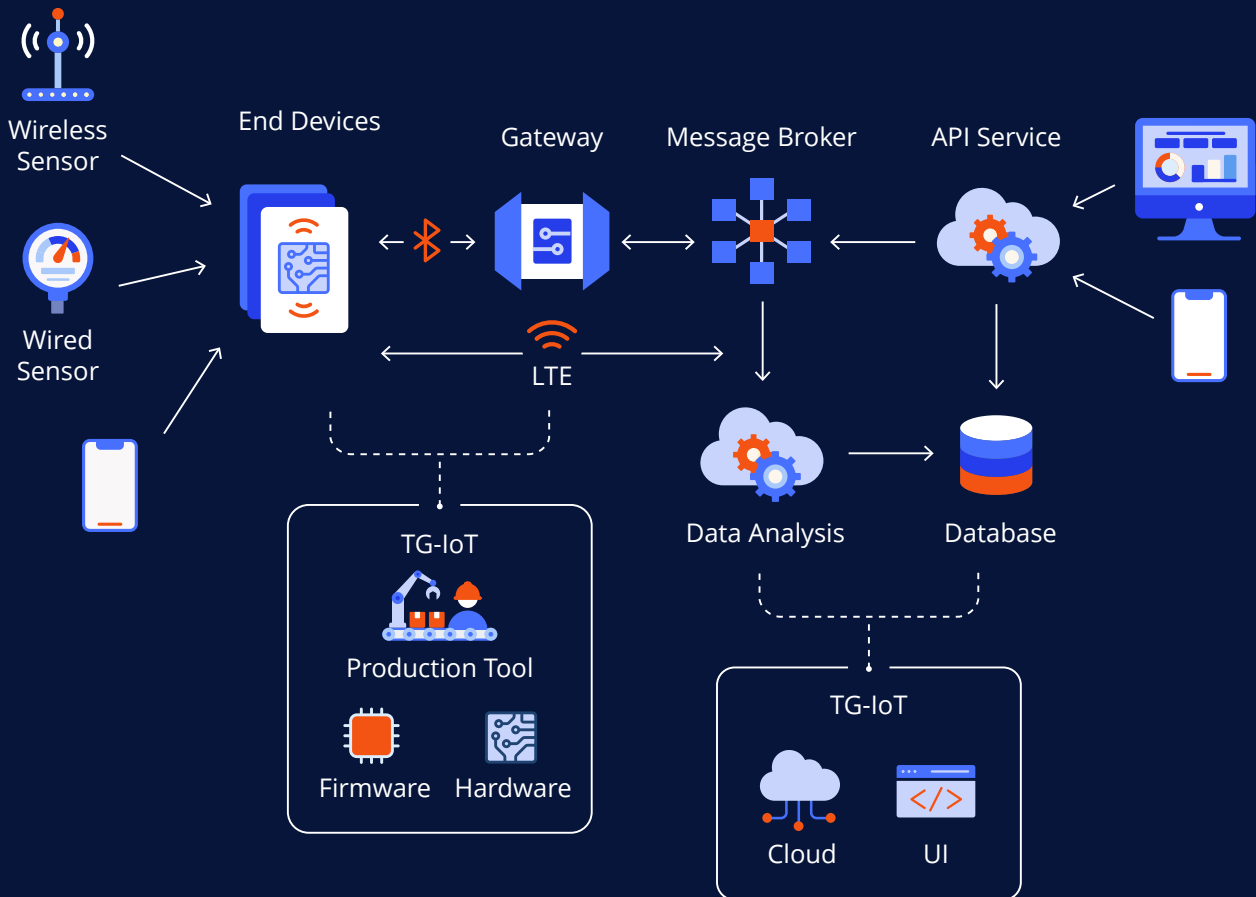 Wireless
Sensor
End Devices
Gateway
Message Broker
API Service
Wired
Sensor
LTE
Data Analysis
Database
TG-IoT
Production Tool
Firmware
Hardware
TG-IoT
Cloud
UI